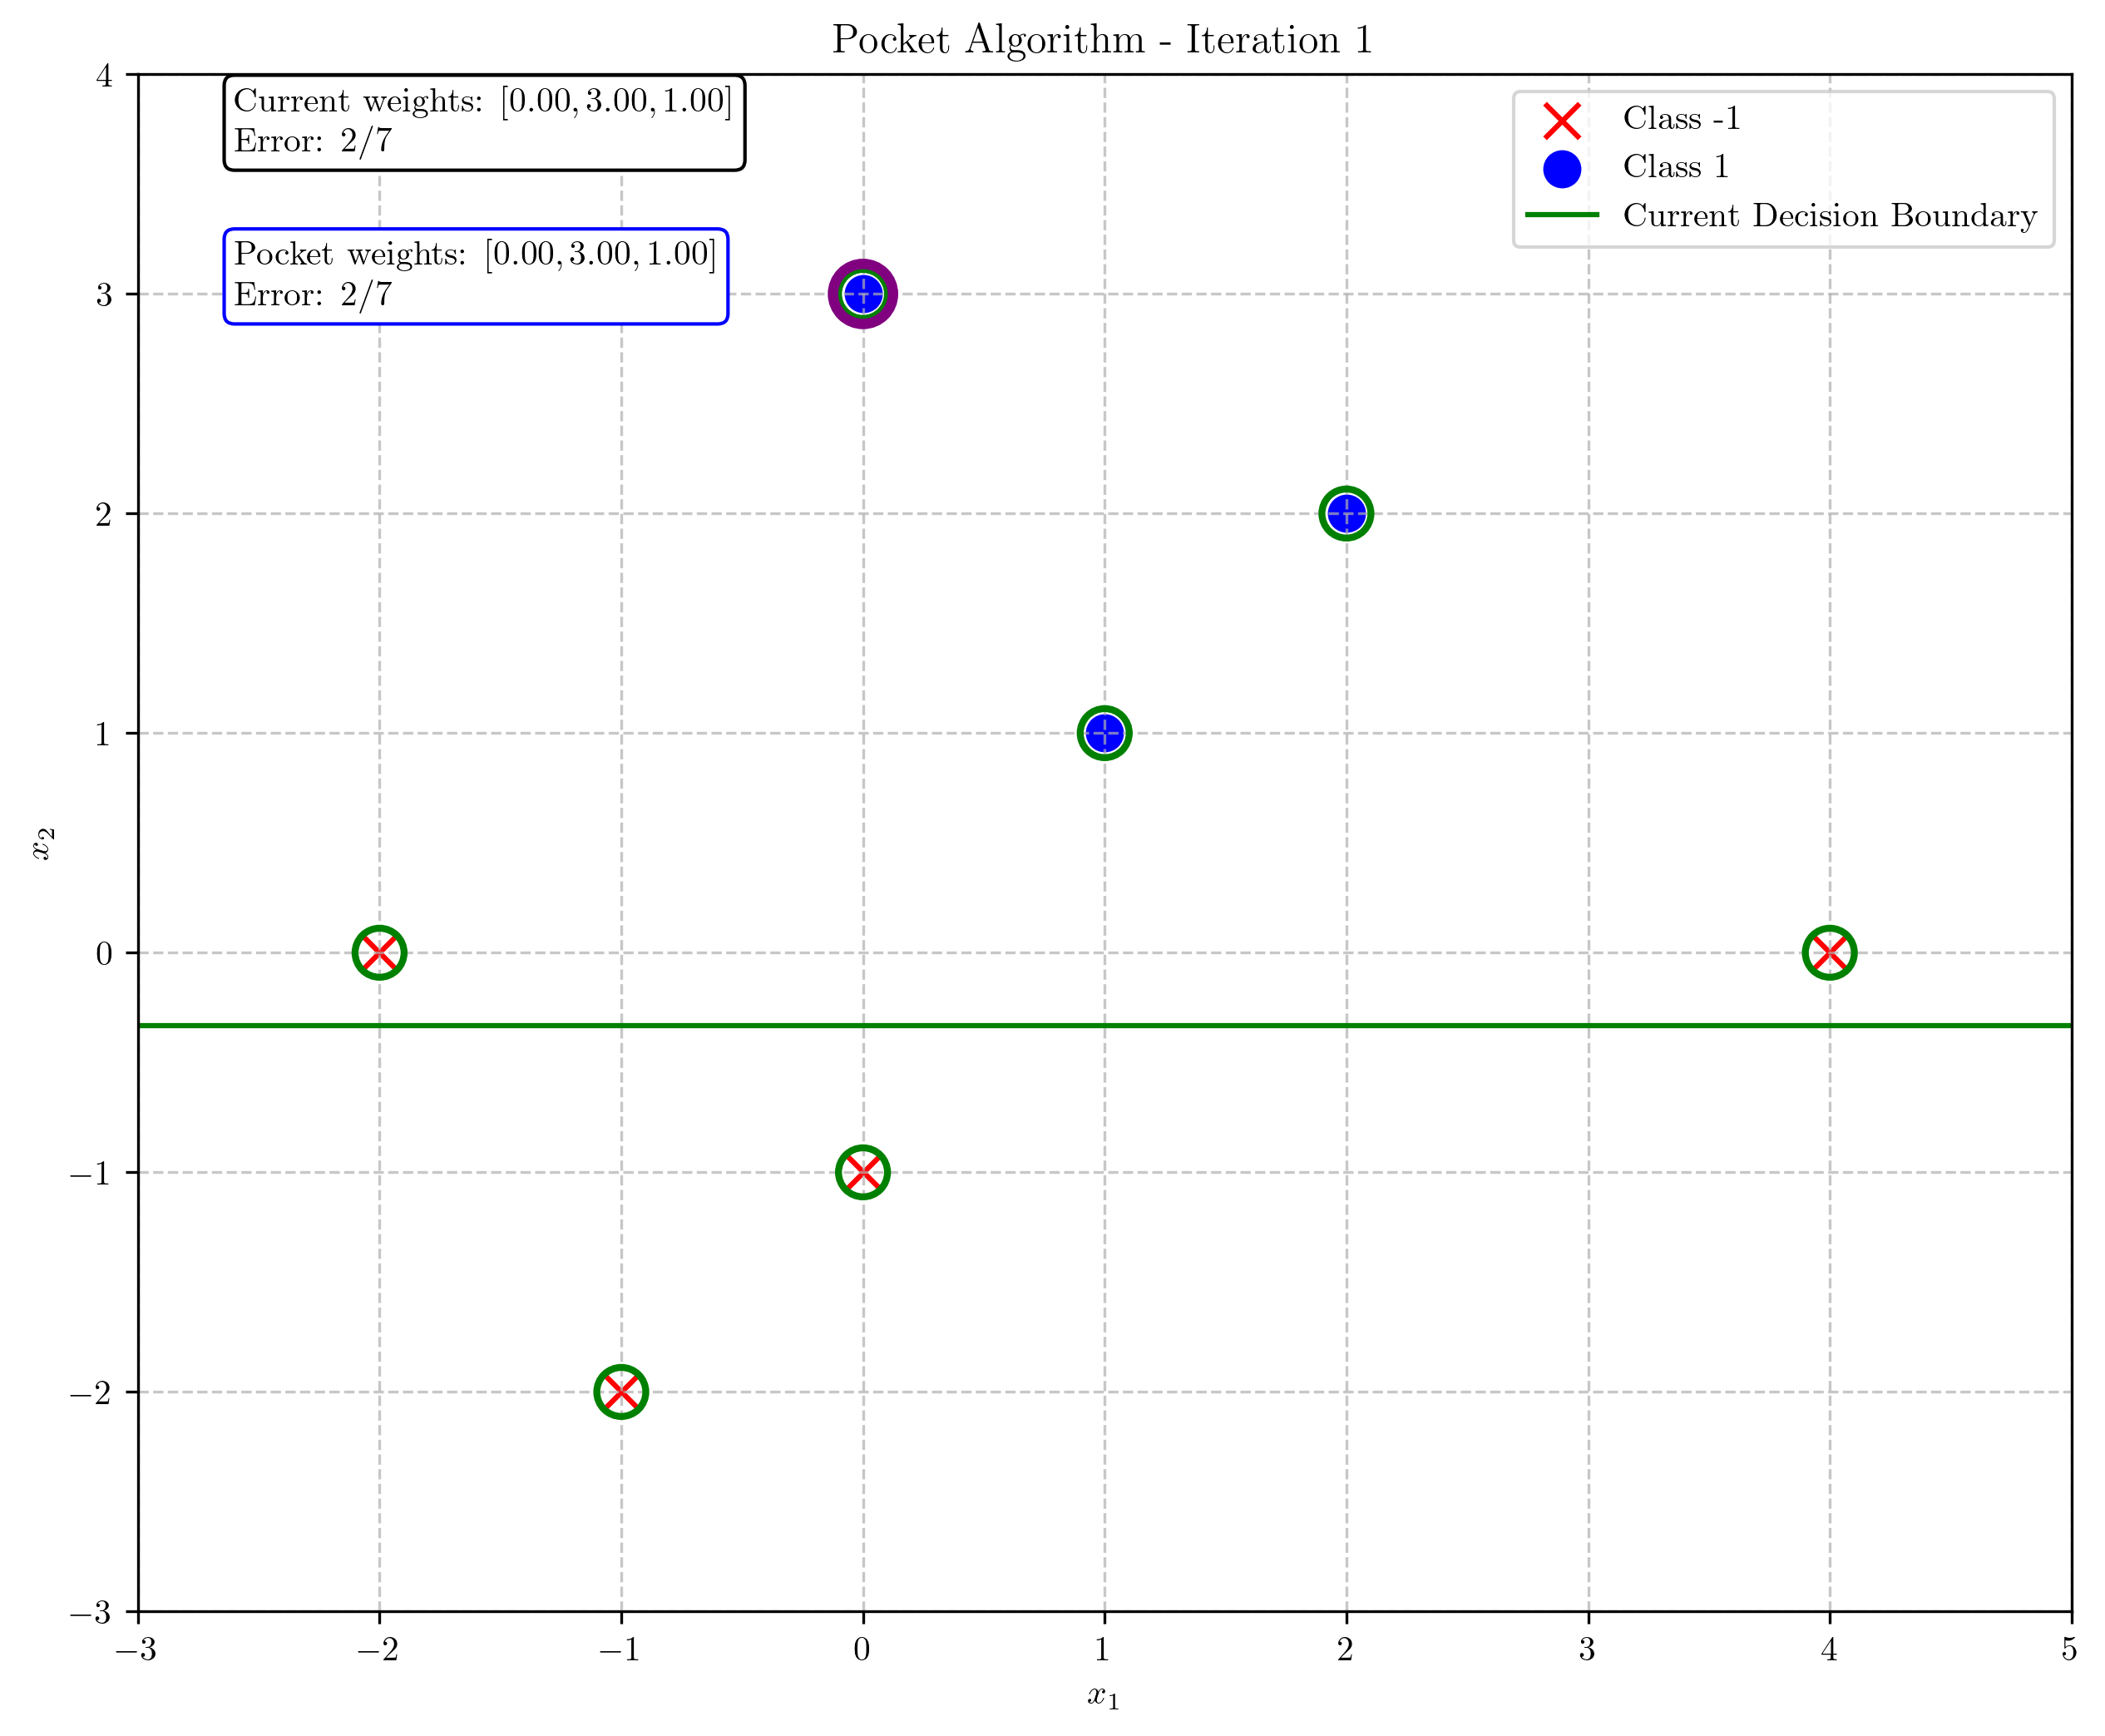 Pocket Algorithm - Iteration 1
Current weights: [0.00, 3.00, 1.00]
Error: 2/7
Pocket weights: [0.00, 3.00, 1.00]
Error: 2/7
Class -1
Class 1
Current Decision Boundary
4
3
2
1
0
−1
−2
−3
x₂
−3
−2
−1
0
1
2
3
4
5
x₁